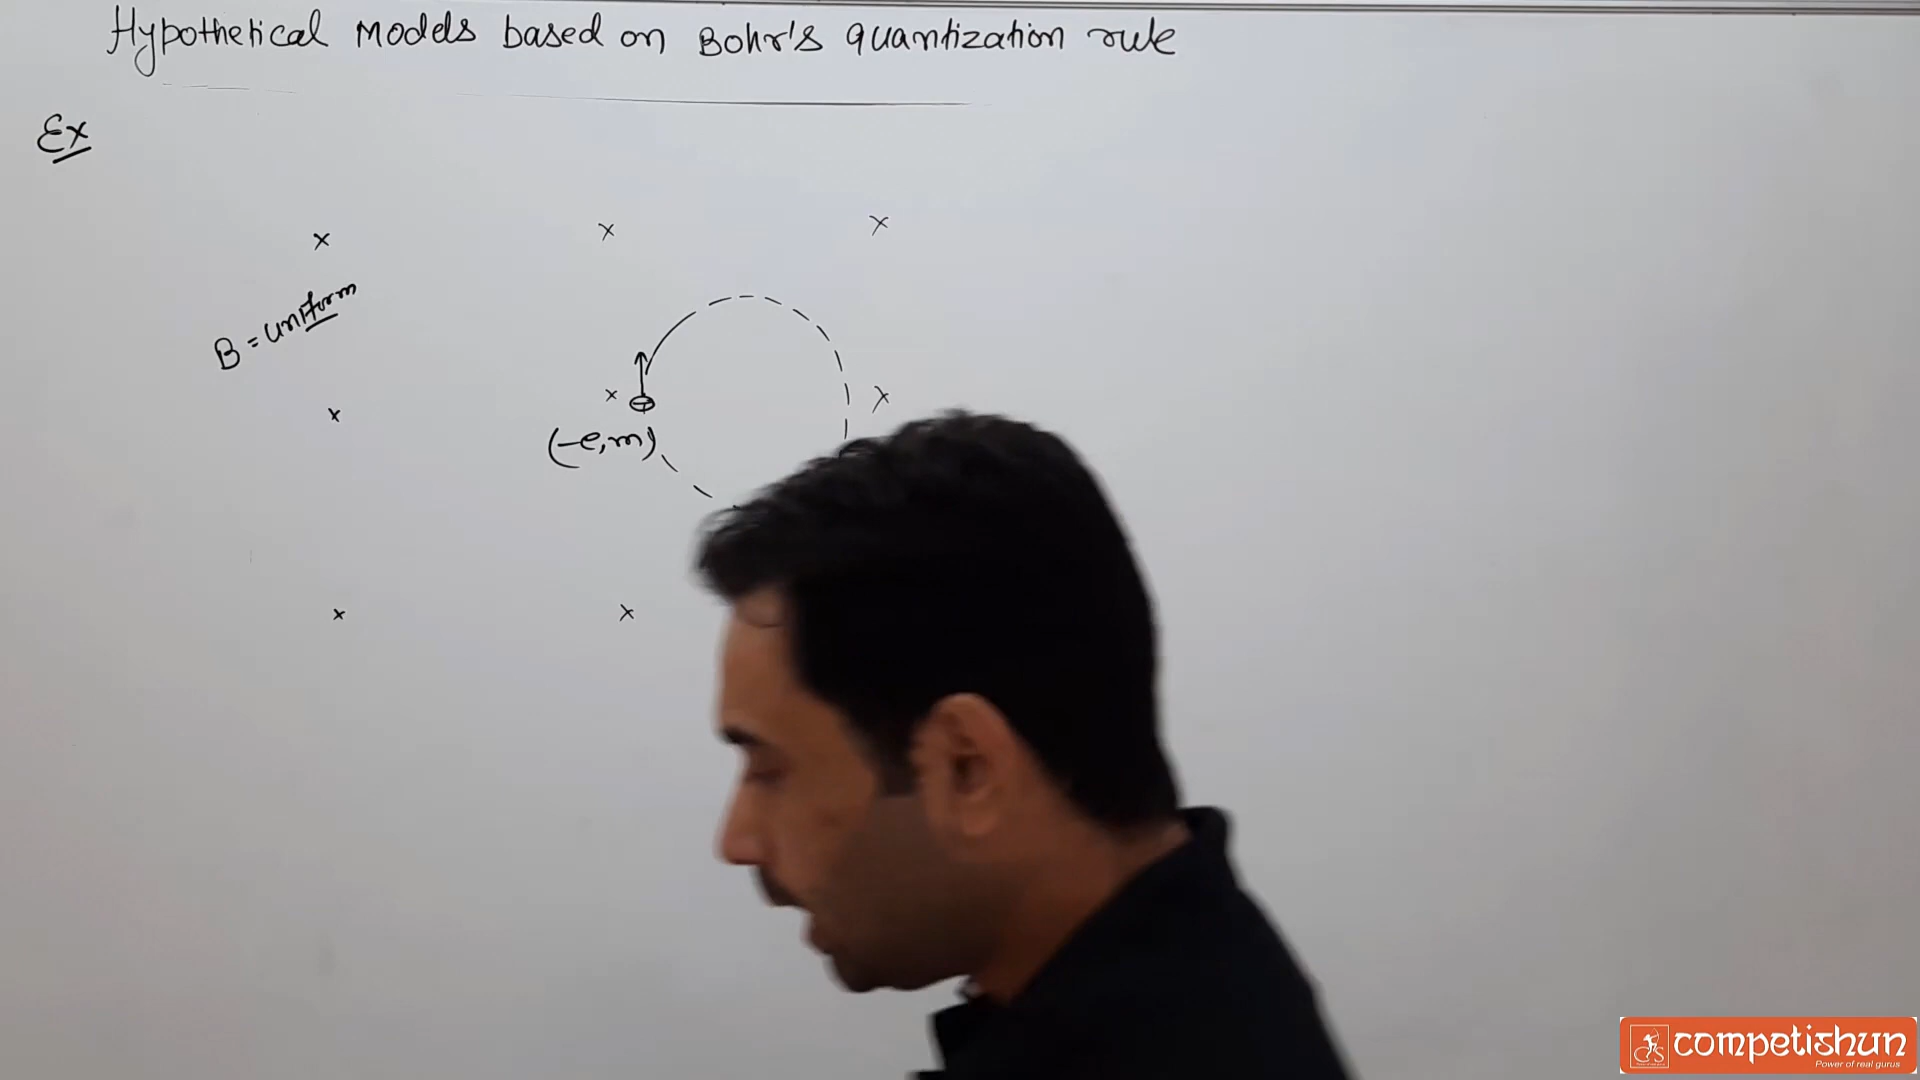 Hypothetical Models based on Bohr's quantization rule
Ex
x x x
B = uniform
x x x
(-e, m)
x x
competishun
Power of real gurus